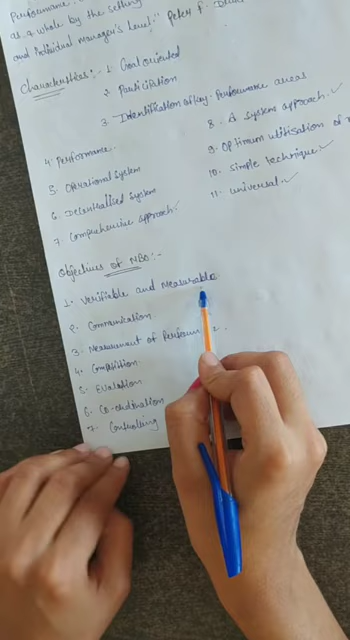 Performance.
as a whole by the setting
and Individual manager's level." Peter F.
Characteristics:- 1. Goal oriented
2. Participation
3. Identification of key-Performance areas
4. Performance.
5. Operational system
6. Decentralised system
7. Comprehensive approach
8. A systems approach.
9. Optimum utilisation of
10. Simple technique
11. Universal
Objectives of MBO:-
1. Verifiable and Measurable
2. Communication
3. Measurement of Perform
4. Competition
5. Evaluation
6. Co-ordination
7. Controlling